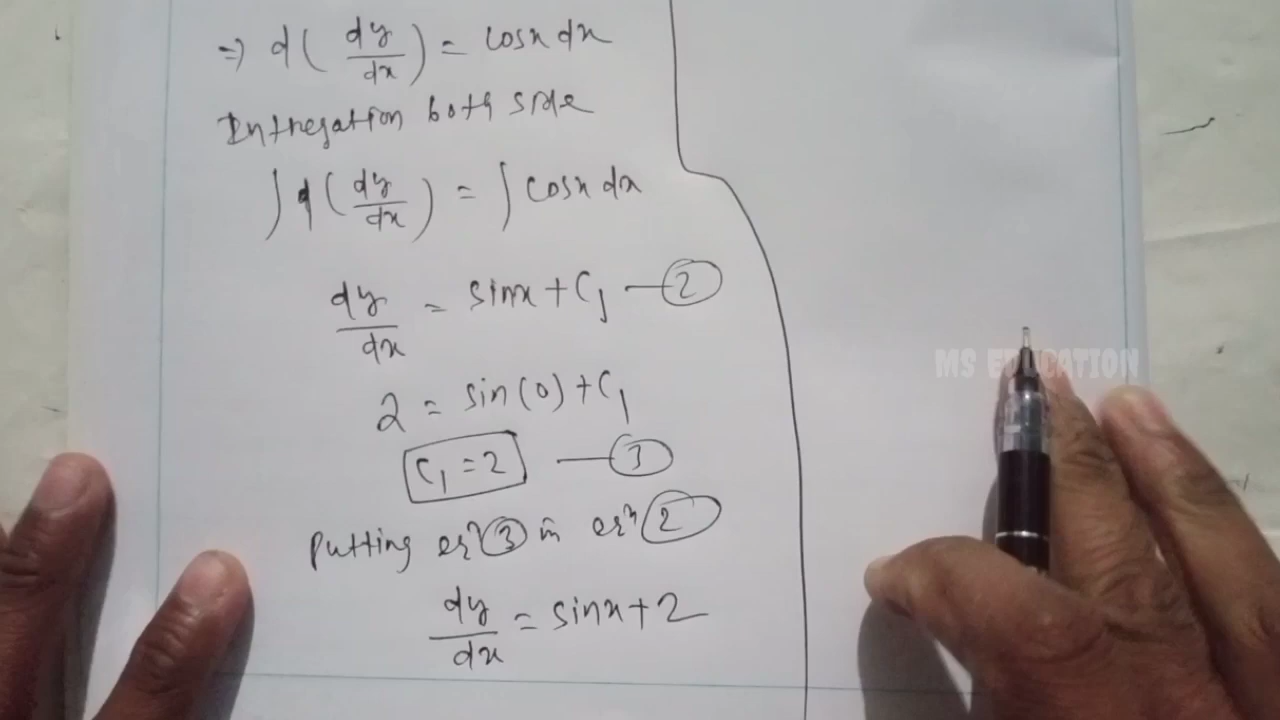 ⇒ d(dy/dx) = cosx dx
Intregation both side
∫d(dy/dx) = ∫cosx dx
dy/dx = sinx + C₁ — ②
2 = sin(0) + C₁
C₁ = 2 — ③
Putting eqⁿ ③ in eqⁿ ②
dy/dx = sinx + 2
MS EDUCATION